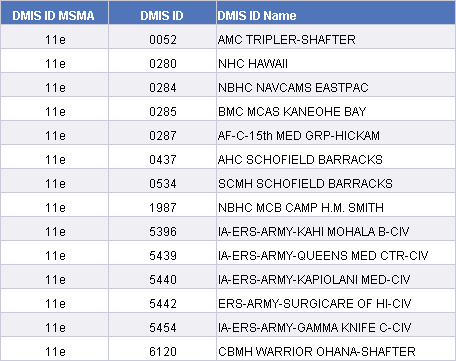 DMIS ID MSMA DMIS ID DMIS ID Name
11e 0052 AMC TRIPLER-SHAFTER
11e 0280 NHC HAWAII
11e 0284 NBHC NAVCAMS EASTPAC
11e 0285 BMC MCAS KANEOHE BAY
11e 0287 AF-C-15th MED GRP-HICKAM
11e 0437 AHC SCHOFIELD BARRACKS
11e 0534 SCMH SCHOFIELD BARRACKS
11e 1987 NBHC MCB CAMP H.M. SMITH
11e 5396 IA-ERS-ARMY-KAHI MOHALA B-CIV
11e 5439 IA-ERS-ARMY-QUEENS MED CTR-CIV
11e 5440 IA-ERS-ARMY-KAPIOLANI MED-CIV
11e 5442 ERS-ARMY-SURGICARE OF HI-CIV
11e 5454 IA-ERS-ARMY-GAMMA KNIFE C-CIV
11e 6120 CBMH WARRIOR OHANA-SHAFTER